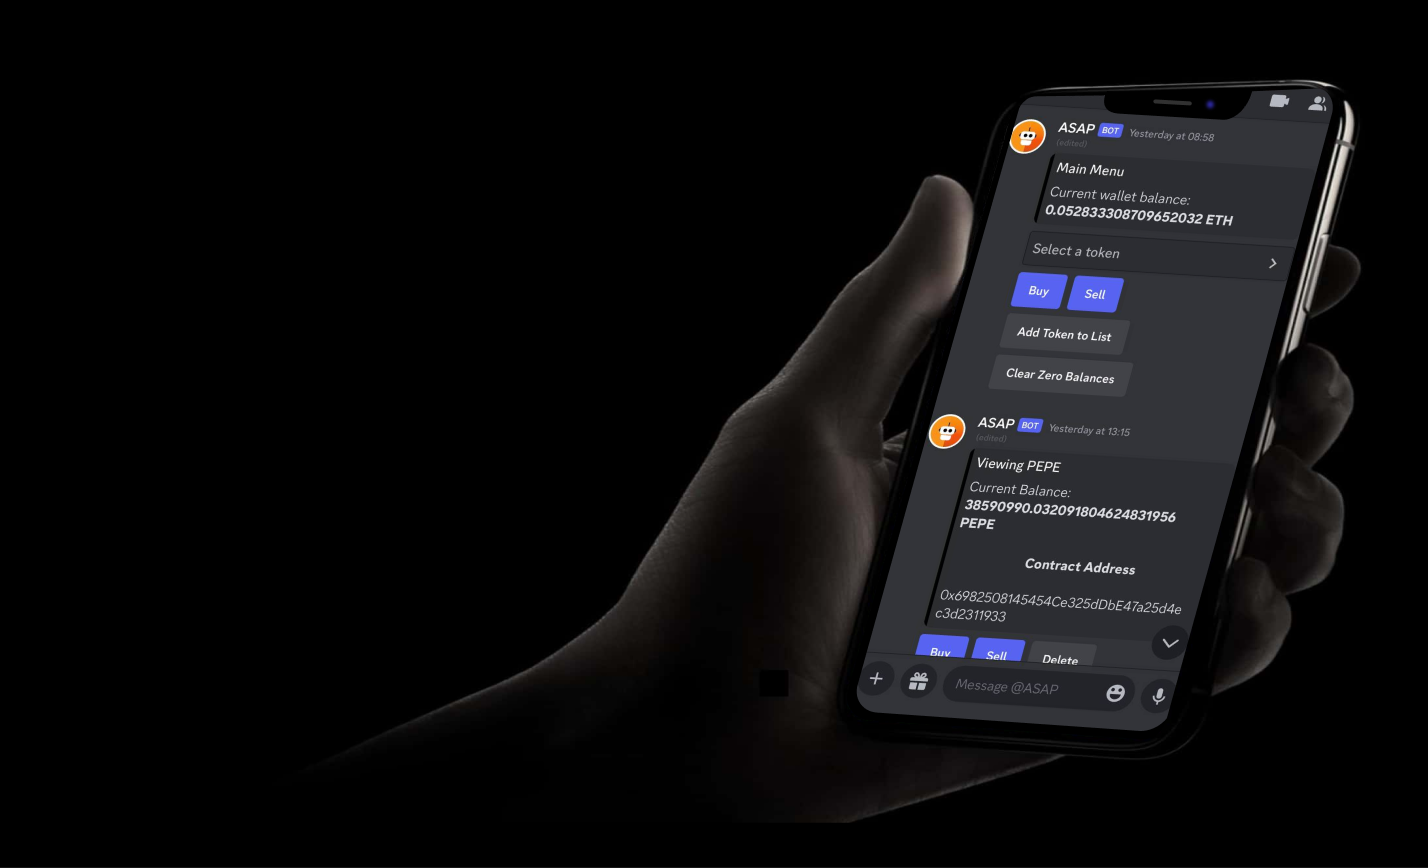 ASAP BOT Yesterday at 08:58
(edited)
Main Menu
Current wallet balance:
0.052833308709652032 ETH
Select a token
Buy Sell
Add Token to List
Clear Zero Balances
ASAP BOT Yesterday at 13:15
(edited)
Viewing PEPE
Current Balance:
38590990.032091804624831956
PEPE
Contract Address
0x6982508145454Ce325dDbE47a25d4e
c3d2311933
Buy Sell Delete
Message @ASAP